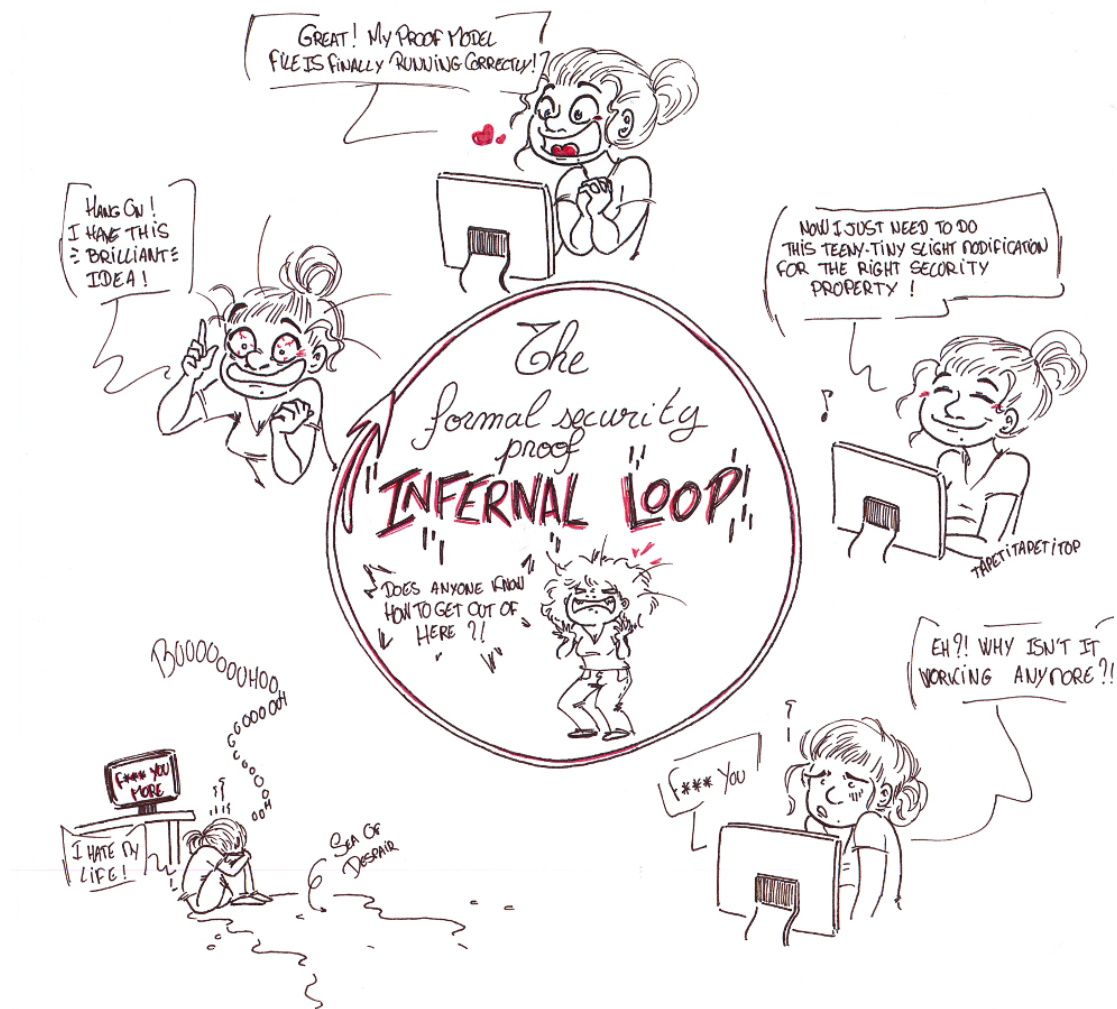 GREAT! MY PROOF MODEL
FILE IS FINALLY RUNNING CORRECTLY!
HANG ON!
I HAVE THIS
BRILLIANT
IDEA!
NOW I JUST NEED TO DO
THIS TEENY-TINY SLIGHT MODIFICATION
FOR THE RIGHT SECURITY
PROPERTY !
The
formal security
proof
INFERNAL LOOP!
TAPETITAPETITOP
DOES ANYONE KNOW
HOW TO GET OUT OF
HERE ?!
EH?! WHY ISN'T IT
WORKING ANYMORE?!
F*** YOU
BOUOOOOUHOOOH
GOOOOOH
F*** YOU
MORE
I HATE MY
LIFE!
SEA OF
DESPAIR